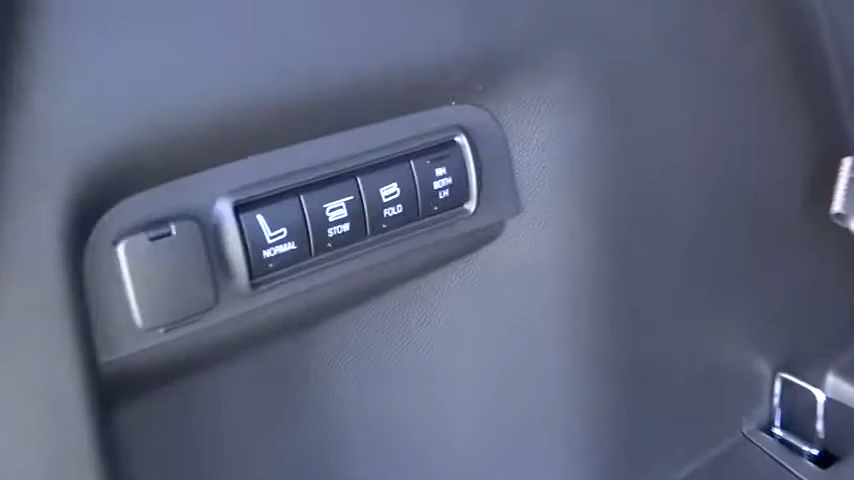 NORMAL
STOW
FOLD
RH
BOTH
LH